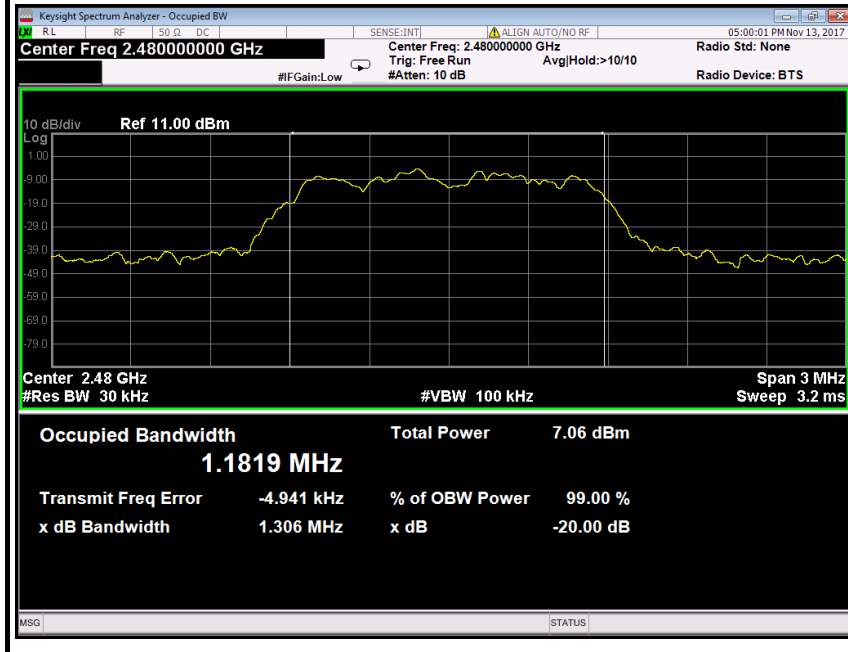 Keysight Spectrum Analyzer - Occupied BW
LXI RL RF 50 Ω DC SENSE:INT ALIGN AUTO/NO RF 05:00:01 PM Nov 13, 2017
Center Freq 2.480000000 GHz Center Freq: 2.480000000 GHz Radio Std: None
Trig: Free Run Avg|Hold:>10/10
#IFGain:Low #Atten: 10 dB Radio Device: BTS
10 dB/div Ref 11.00 dBm
Log
1.00
-9.00
-19.0
-29.0
-39.0
-49.0
-59.0
-69.0
-79.0
Center 2.48 GHz Span 3 MHz
#Res BW 30 kHz #VBW 100 kHz Sweep 3.2 ms
Occupied Bandwidth Total Power 7.06 dBm
1.1819 MHz
Transmit Freq Error -4.941 kHz % of OBW Power 99.00 %
x dB Bandwidth 1.306 MHz x dB -20.00 dB
MSG STATUS